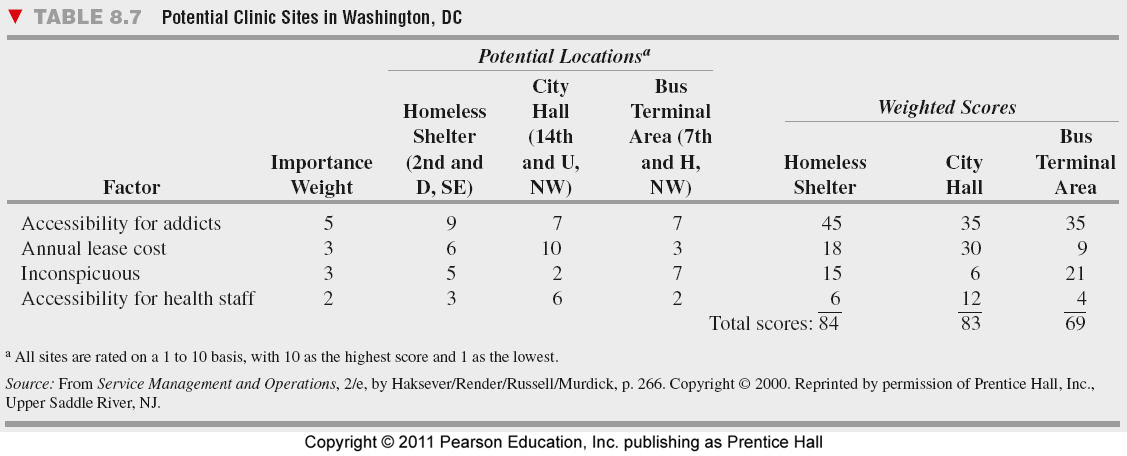 ▼ TABLE 8.7 Potential Clinic Sites in Washington, DC
Potential Locationsᵃ
City Bus
Homeless Hall Terminal Weighted Scores
Shelter (14th Area (7th Bus
Importance (2nd and and U, and H, Homeless City Terminal
Factor Weight D, SE) NW) NW) Shelter Hall Area
Accessibility for addicts 5 9 7 7 45 35 35
Annual lease cost 3 6 10 3 18 30 9
Inconspicuous 3 5 2 7 15 6 21
Accessibility for health staff 2 3 6 2 6 12 4
Total scores: 84 83 69
ᵃ All sites are rated on a 1 to 10 basis, with 10 as the highest score and 1 as the lowest.
Source: From Service Management and Operations, 2/e, by Haksever/Render/Russell/Murdick, p. 266. Copyright © 2000. Reprinted by permission of Prentice Hall, Inc.,
Upper Saddle River, NJ.
Copyright © 2011 Pearson Education, Inc. publishing as Prentice Hall